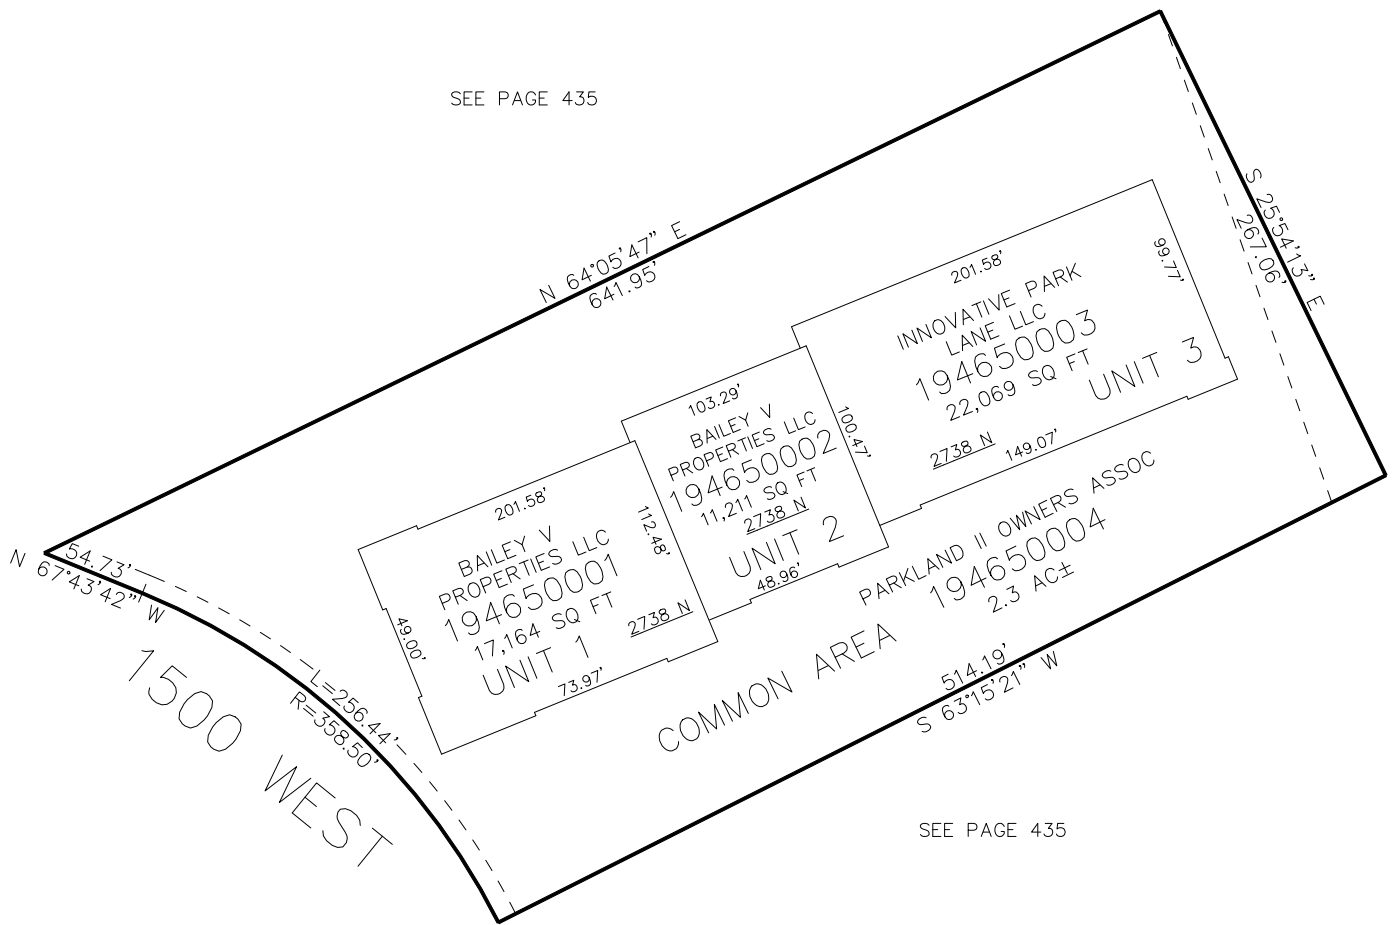 SEE PAGE 435
N 64°05'47" E
641.95'
S 25°54'13" E
267.06'
201.58'
99.77'
INNOVATIVE PARK
LANE LLC
194650003
22,069 SQ FT
UNIT 3
2738 N
149.07'
103.29'
100.47'
BAILEY V
PROPERTIES LLC
194650002
11,211 SQ FT
2738 N
UNIT 2
48.96'
201.58'
112.48'
BAILEY V
PROPERTIES LLC
194650001
17,164 SQ FT
2738 N
UNIT 1
49.00'
73.97'
PARKLAND II OWNERS ASSOC
194650004
2.3 AC±
COMMON AREA
54.73'
N 67°43'42" W
L=256.44'
R=358.50'
1500 WEST
514.19'
S 63°15'21" W
SEE PAGE 435